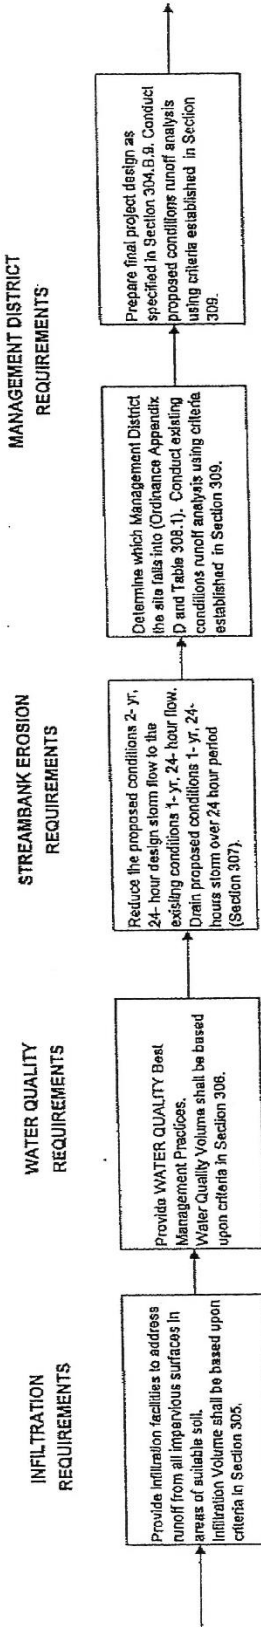 INFILTRATION
REQUIREMENTS
Provide infiltration facilities to address
runoff from all impervious surfaces in
areas of suitable soil.
Infiltration Volume shall be based upon
criteria in Section 305.
WATER QUALITY
REQUIREMENTS
Provide WATER QUALITY Best
Management Practices.
Water Quality Volume shall be based
upon criteria in Section 306.
STREAMBANK EROSION
REQUIREMENTS
Reduce the proposed conditions 2- yr,
24- hour design storm flow to the
existing conditions 1- yr, 24- hour flow.
Drain proposed conditions 1- yr, 24-
hours storm over 24 hour period
(Section 307).
MANAGEMENT DISTRICT
REQUIREMENTS
Determine which Management District
the site falls into (Ordinance Appendix
D and Table 308.1). Conduct existing
conditions runoff analysis using criteria
established in Section 309.
Prepare final project design as
specified in Section 304.B.9. Conduct
proposed conditions runoff analysis
using criteria established in Section
309.